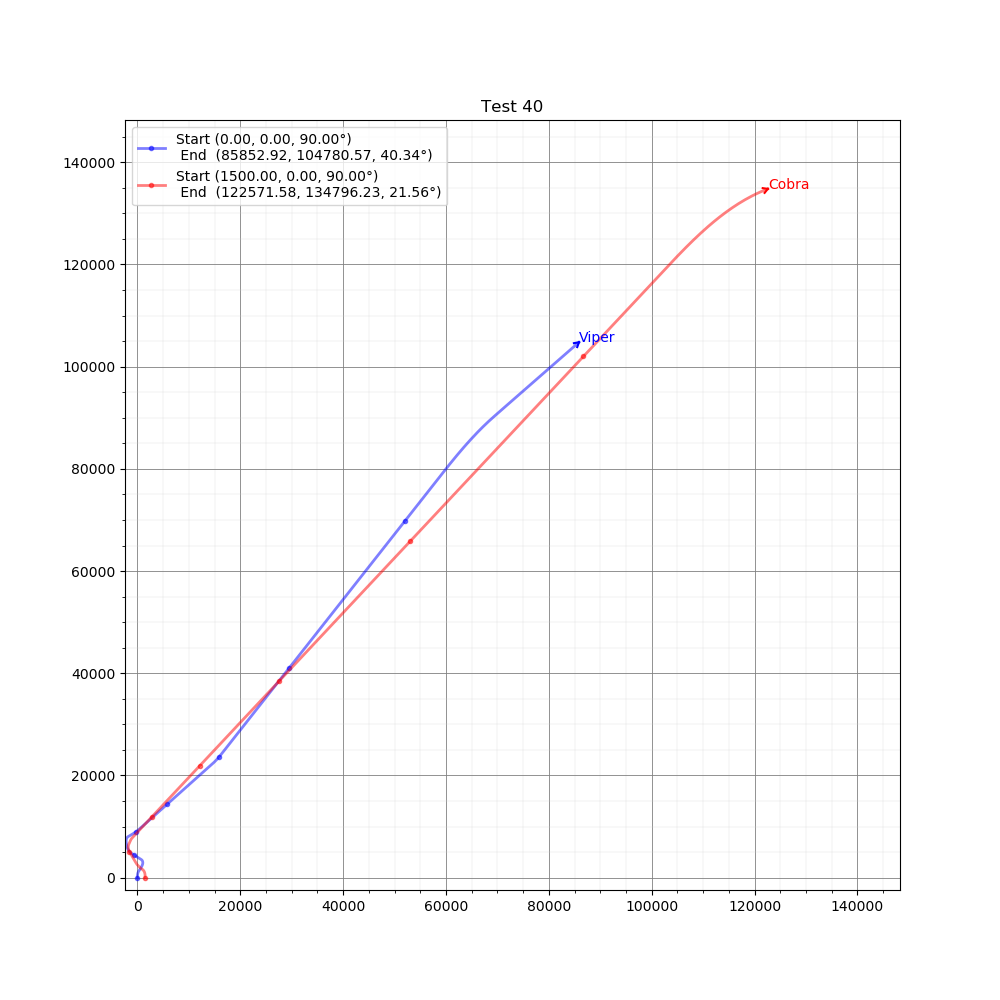 Test 40
Start (0.00, 0.00, 90.00°)
End (85852.92, 104780.57, 40.34°)
Start (1500.00, 0.00, 90.00°)
End (122571.58, 134796.23, 21.56°)
140000
Cobra
120000
Viper
100000
80000
60000
40000
20000
0
0 20000 40000 60000 80000 100000 120000 140000